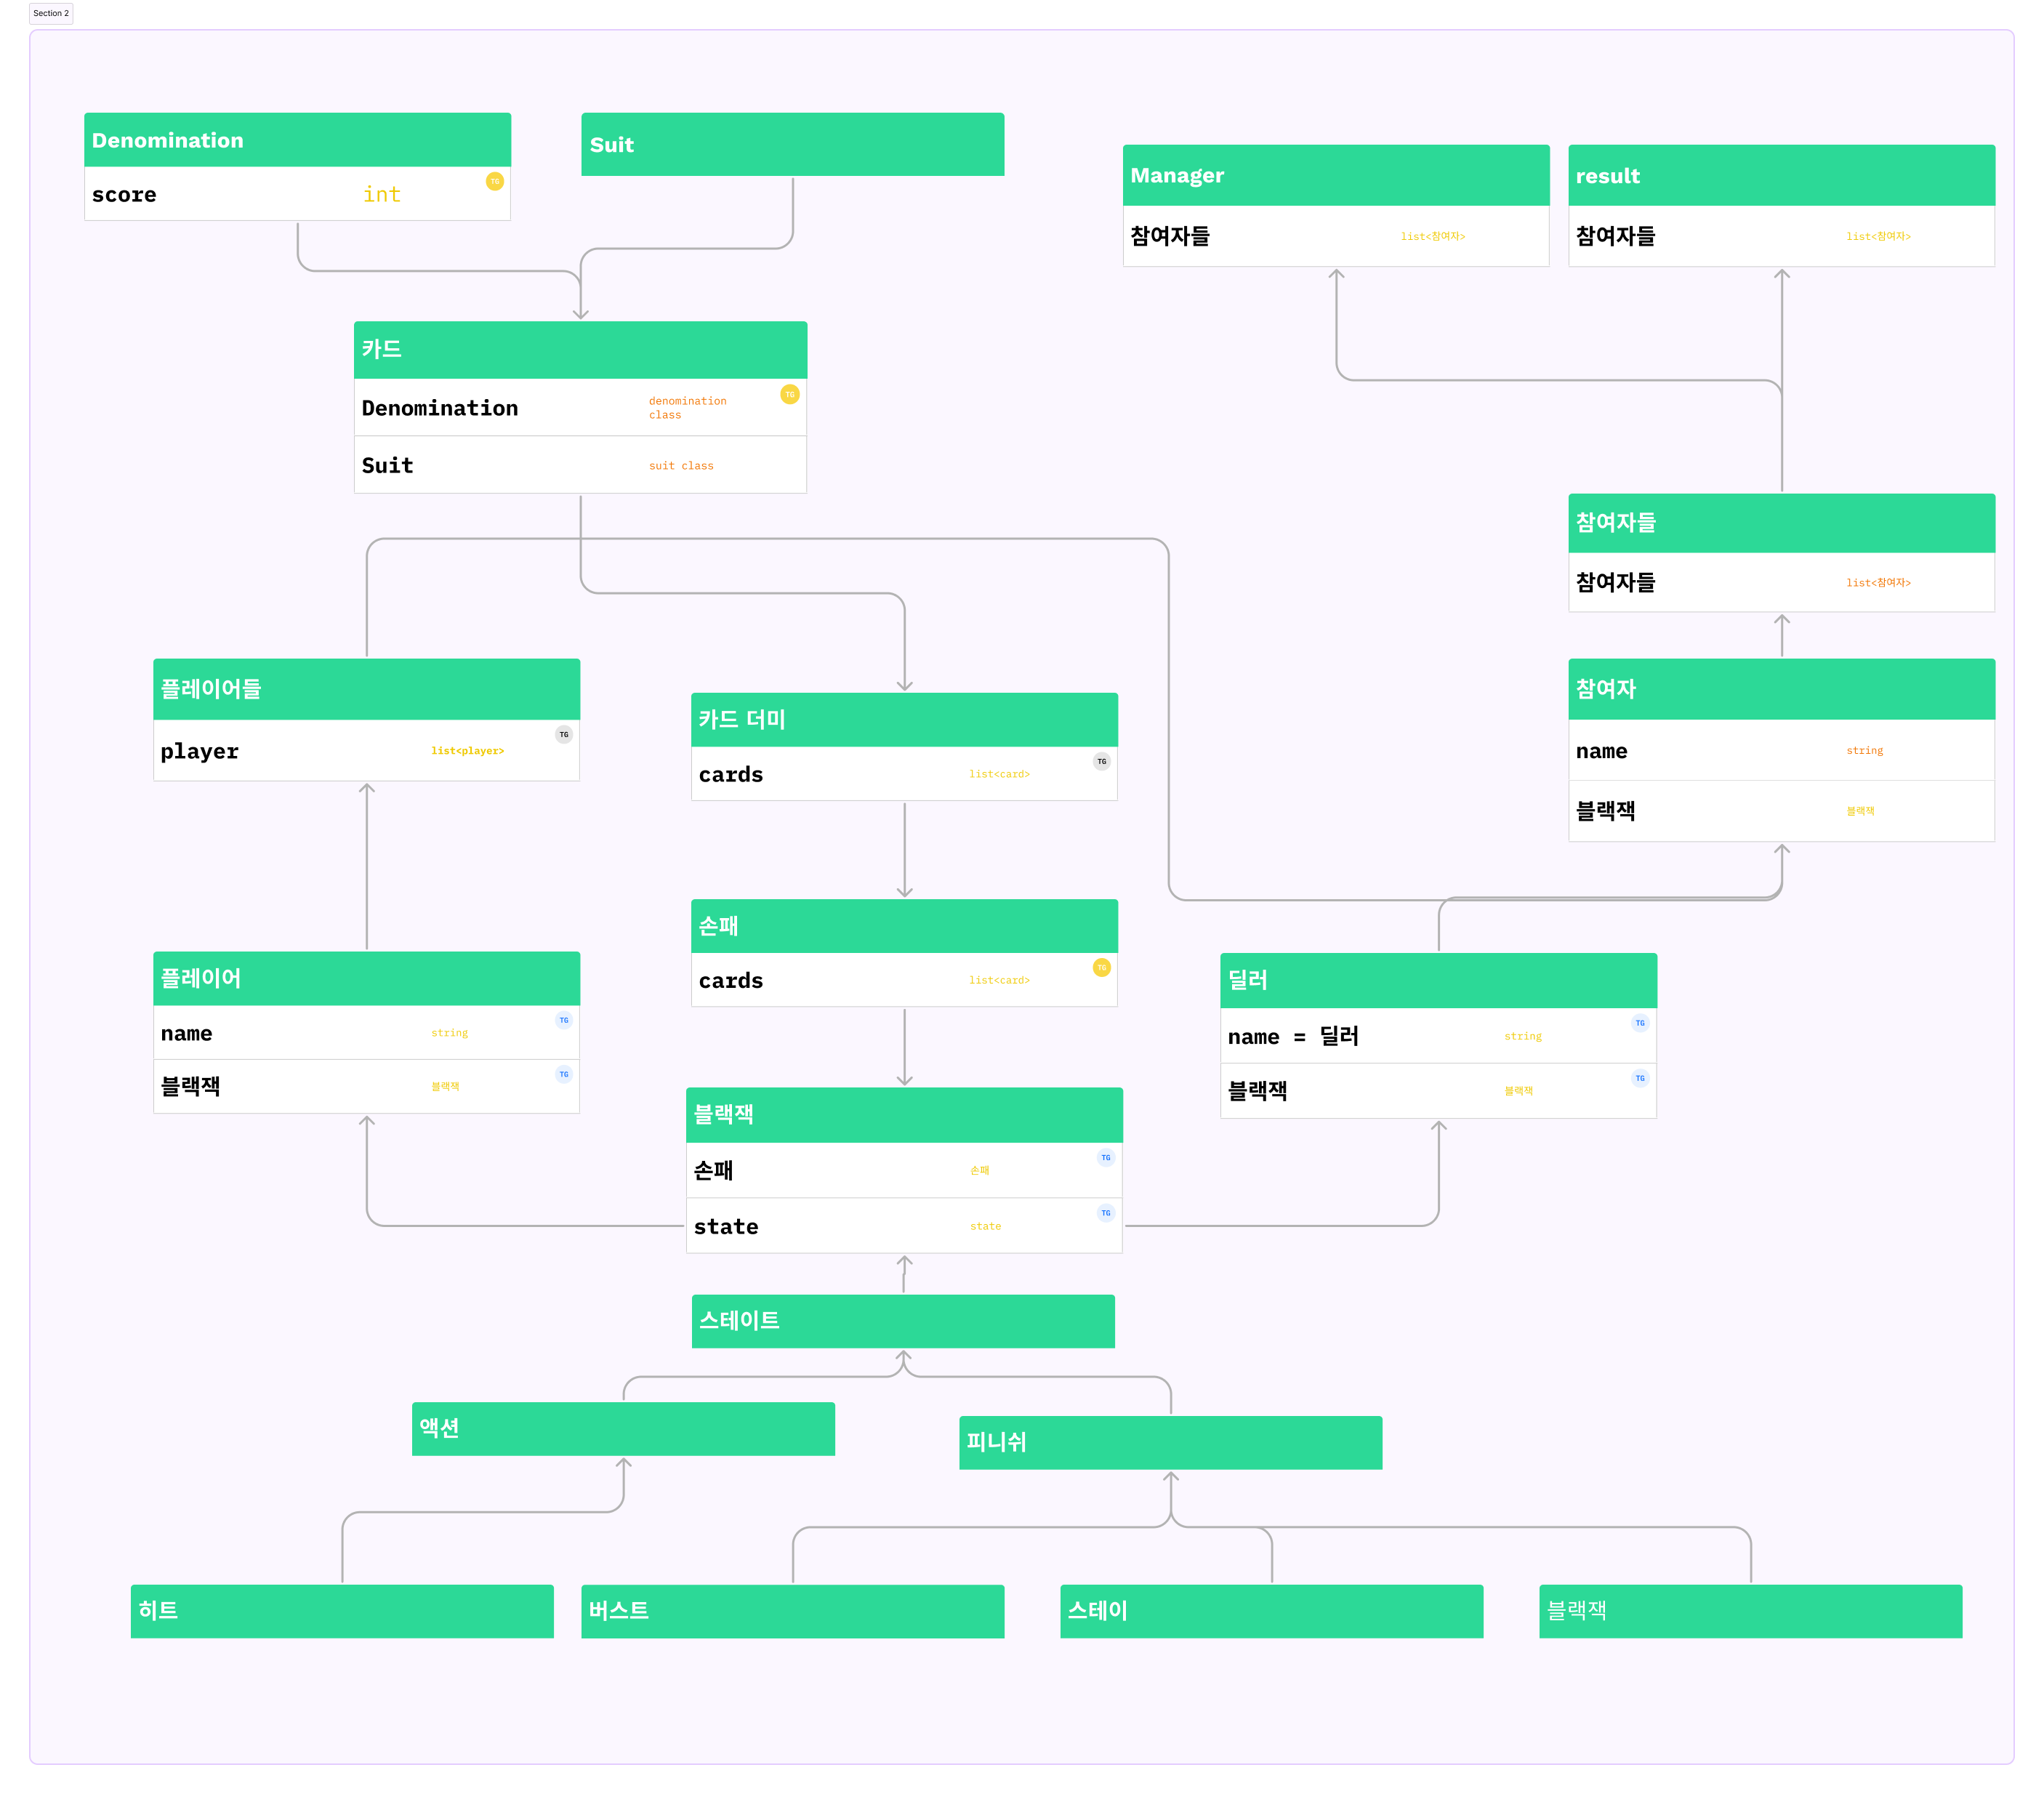 Section 2
Denomination
score
int
TG
Suit
Manager
참여자들
list<참여자>
result
참여자들
list<참여자>
카드
Denomination
denomination
class
TG
Suit
suit class
참여자들
참여자들
list<참여자>
플레이어들
player
list<player>
TG
카드 더미
cards
list<card>
TG
참여자
name
string
블랙잭
블랙잭
손패
cards
list<card>
TG
플레이어
name
string
TG
블랙잭
블랙잭
TG
딜러
name = 딜러
string
TG
블랙잭
블랙잭
TG
블랙잭
손패
손패
TG
state
state
TG
스테이트
액션
피니쉬
히트
버스트
스테이
블랙잭